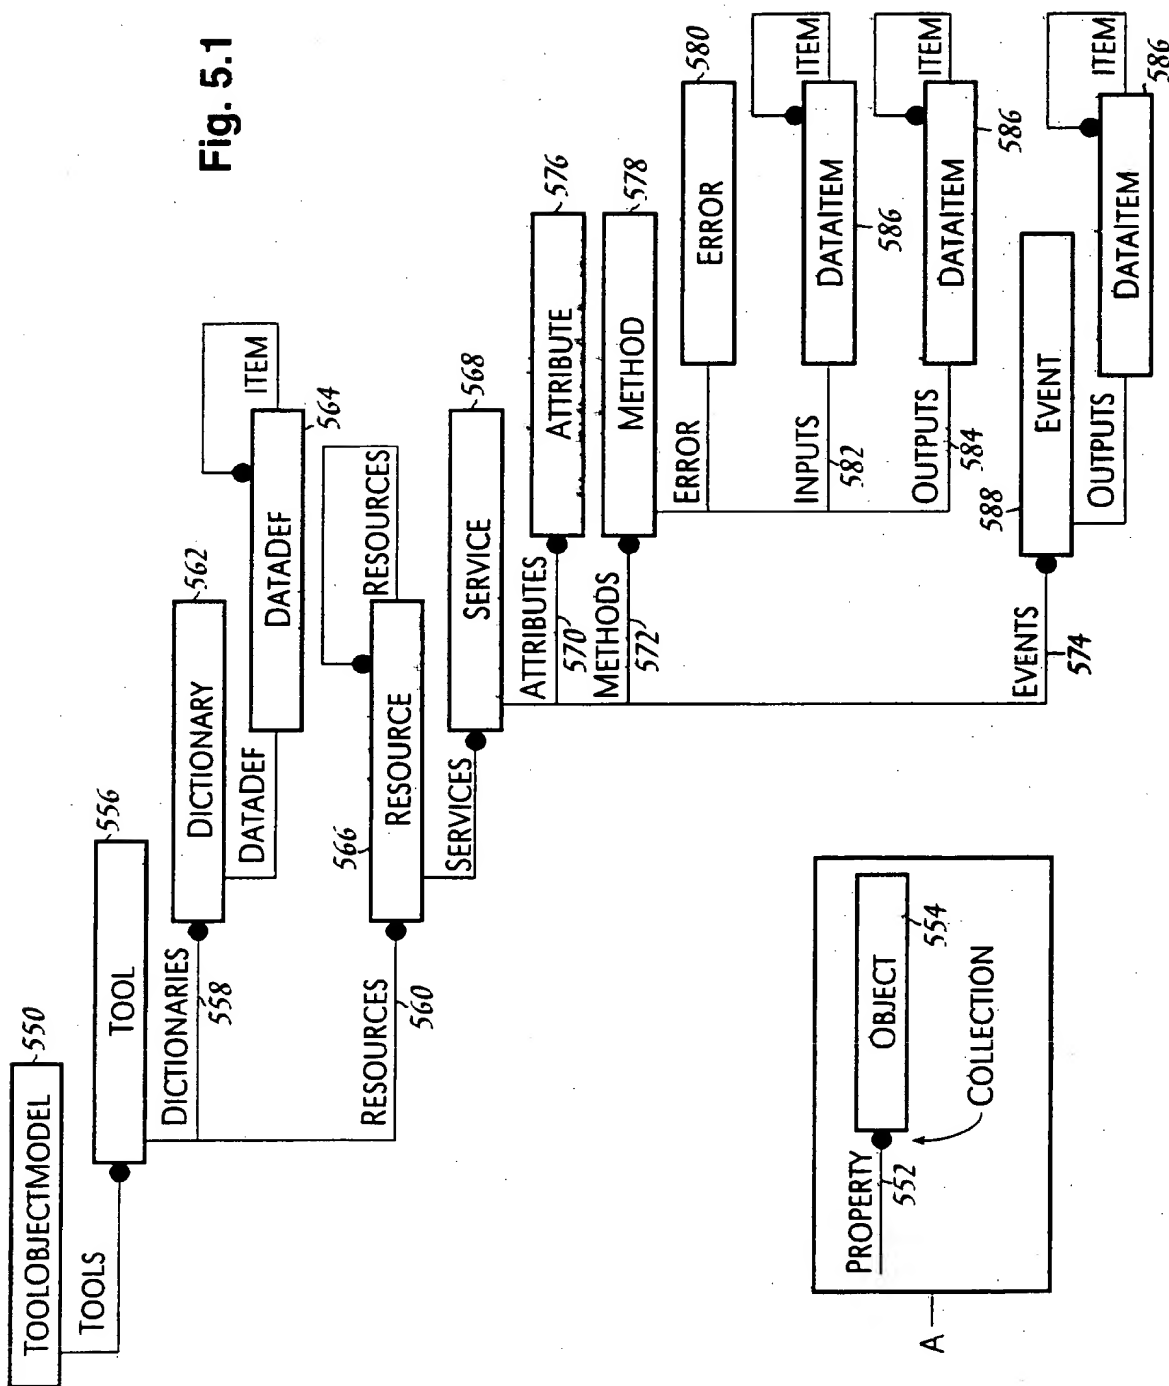 Fig. 5.1
TOOLOBJECTMODEL
550
TOOLS
TOOL
556
DICTIONARIES
558
DICTIONARY
562
DATADEF
DATADEF
564
ITEM
RESOURCES
560
RESOURCE
566
RESOURCES
SERVICES
SERVICE
568
ATTRIBUTES
570
ATTRIBUTE
576
METHODS
572
METHOD
578
ERROR
ERROR
580
INPUTS
582
DATAITEM
586
ITEM
OUTPUTS
584
DATAITEM
586
ITEM
EVENTS
574
EVENT
588
OUTPUTS
DATAITEM
586
ITEM
A
PROPERTY
552
OBJECT
554
COLLECTION